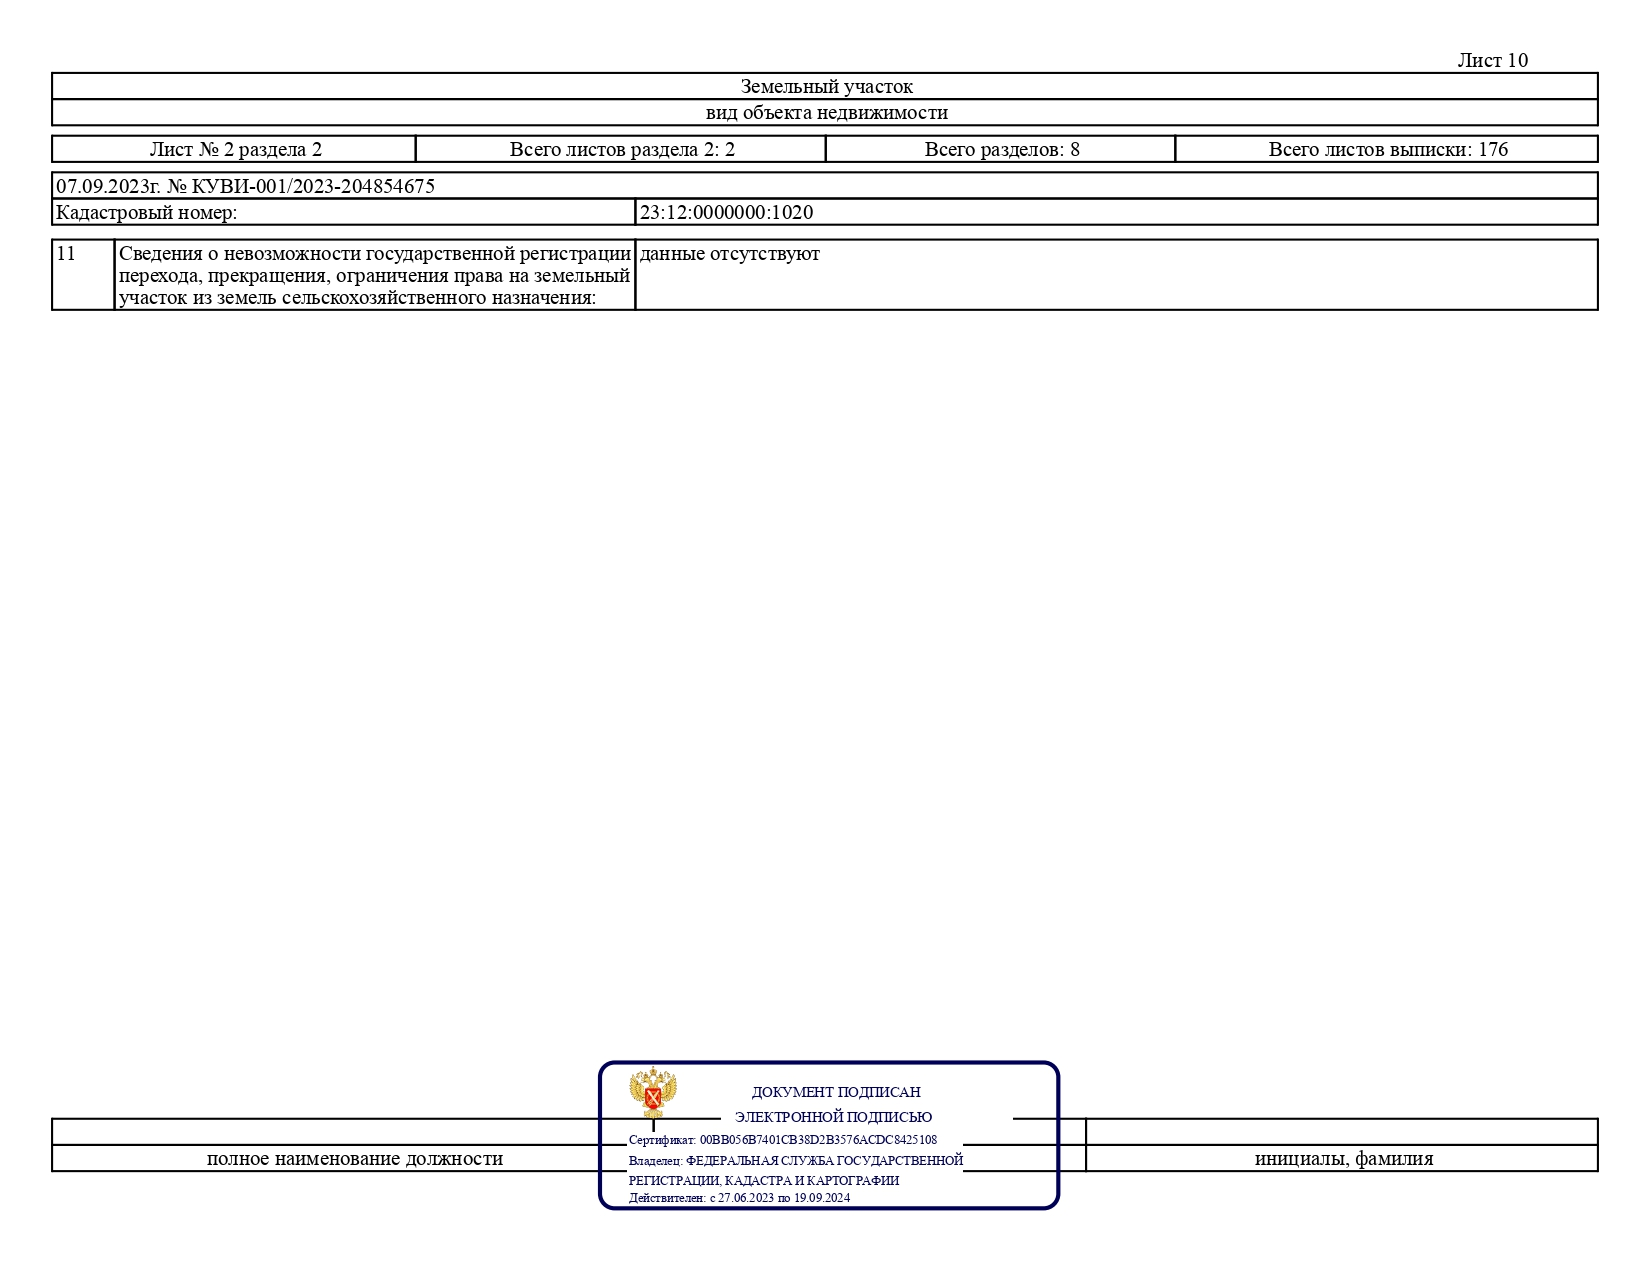 Лист 10
Земельный участок
вид объекта недвижимости
Лист № 2 раздела 2 Всего листов раздела 2: 2 Всего разделов: 8 Всего листов выписки: 176
07.09.2023г. № КУВИ-001/2023-204854675
Кадастровый номер: 23:12:0000000:1020
11 Сведения о невозможности государственной регистрации данные отсутствуют
перехода, прекращения, ограничения права на земельный
участок из земель сельскохозяйственного назначения:
ДОКУМЕНТ ПОДПИСАН
ЭЛЕКТРОННОЙ ПОДПИСЬЮ
Сертификат: 00BB056B7401CB38D2B3576ACDC8425108
полное наименование должности Владелец: ФЕДЕРАЛЬНАЯ СЛУЖБА ГОСУДАРСТВЕННОЙ инициалы, фамилия
РЕГИСТРАЦИИ, КАДАСТРА И КАРТОГРАФИИ
Действителен: с 27.06.2023 по 19.09.2024